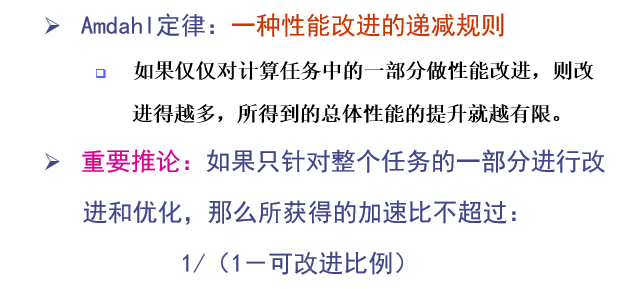 Amdahl定律：一种性能改进的递减规则
如果仅仅对计算任务中的一部分做性能改进，则改
进得越多，所得到的总体性能的提升就越有限。
重要推论：如果只针对整个任务的一部分进行改
进和优化，那么所获得的加速比不超过：
1/（1－可改进比例）